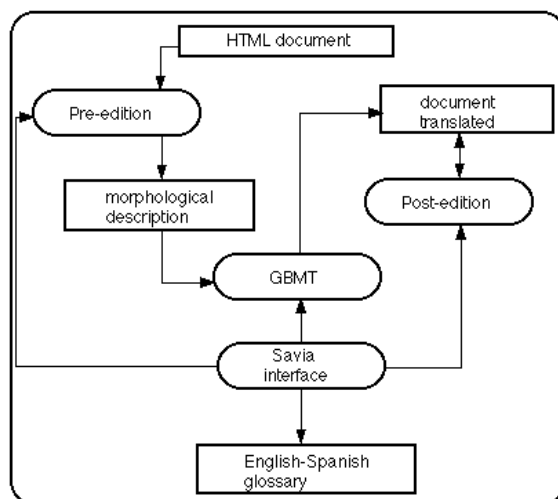 HTML document
Pre-edition
document
translated
morphological
description
Post-edition
GBMT
Savia
interface
English-Spanish
glossary